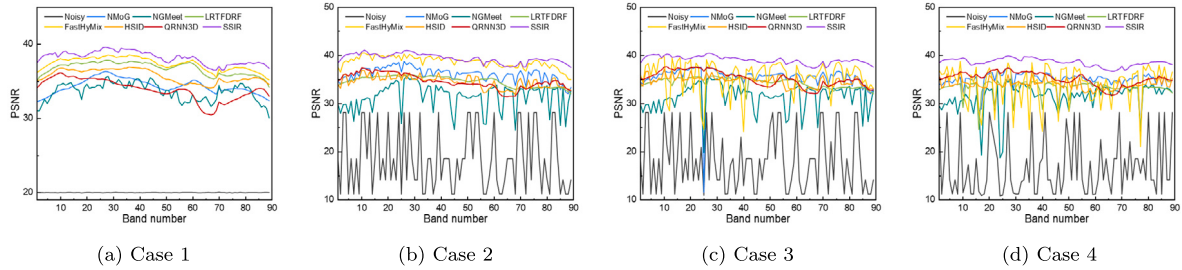 Noisy NMoG NGMeet LRTFDRF
FastHyMix HSID QRNN3D SSIR
40
30
20
PSNR
10 20 30 40 50 60 70 80 90
Band number
(a) Case 1
Noisy NMoG NGMeet LRTFDRF
FastHyMix HSID QRNN3D SSIR
50
40
30
20
10
PSNR
10 20 30 40 50 60 70 80 90
Band number
(b) Case 2
Noisy NMoG NGMeet LRTFDRF
FastHyMix HSID QRNN3D SSIR
50
40
30
20
10
PSNR
10 20 30 40 50 60 70 80 90
Band number
(c) Case 3
Noisy NMoG NGMeet LRTFDRF
FastHyMix HSID QRNN3D SSIR
50
40
30
20
10
PSNR
10 20 30 40 50 60 70 80 90
Band number
(d) Case 4